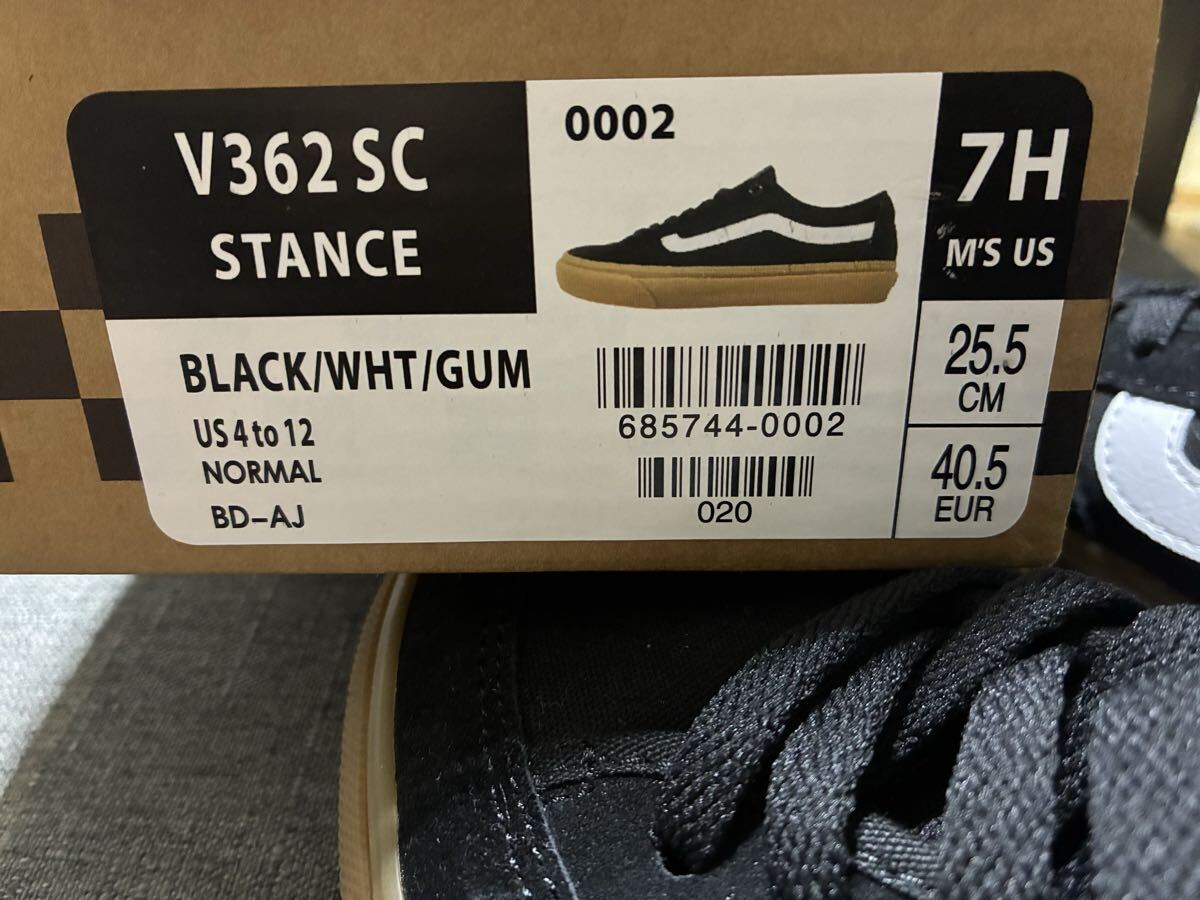 V362 SC
STANCE
0002
7H
M'S US
BLACK/WHT/GUM
US 4 to 12
NORMAL
BD-AJ
685744-0002
020
25.5
CM
40.5
EUR